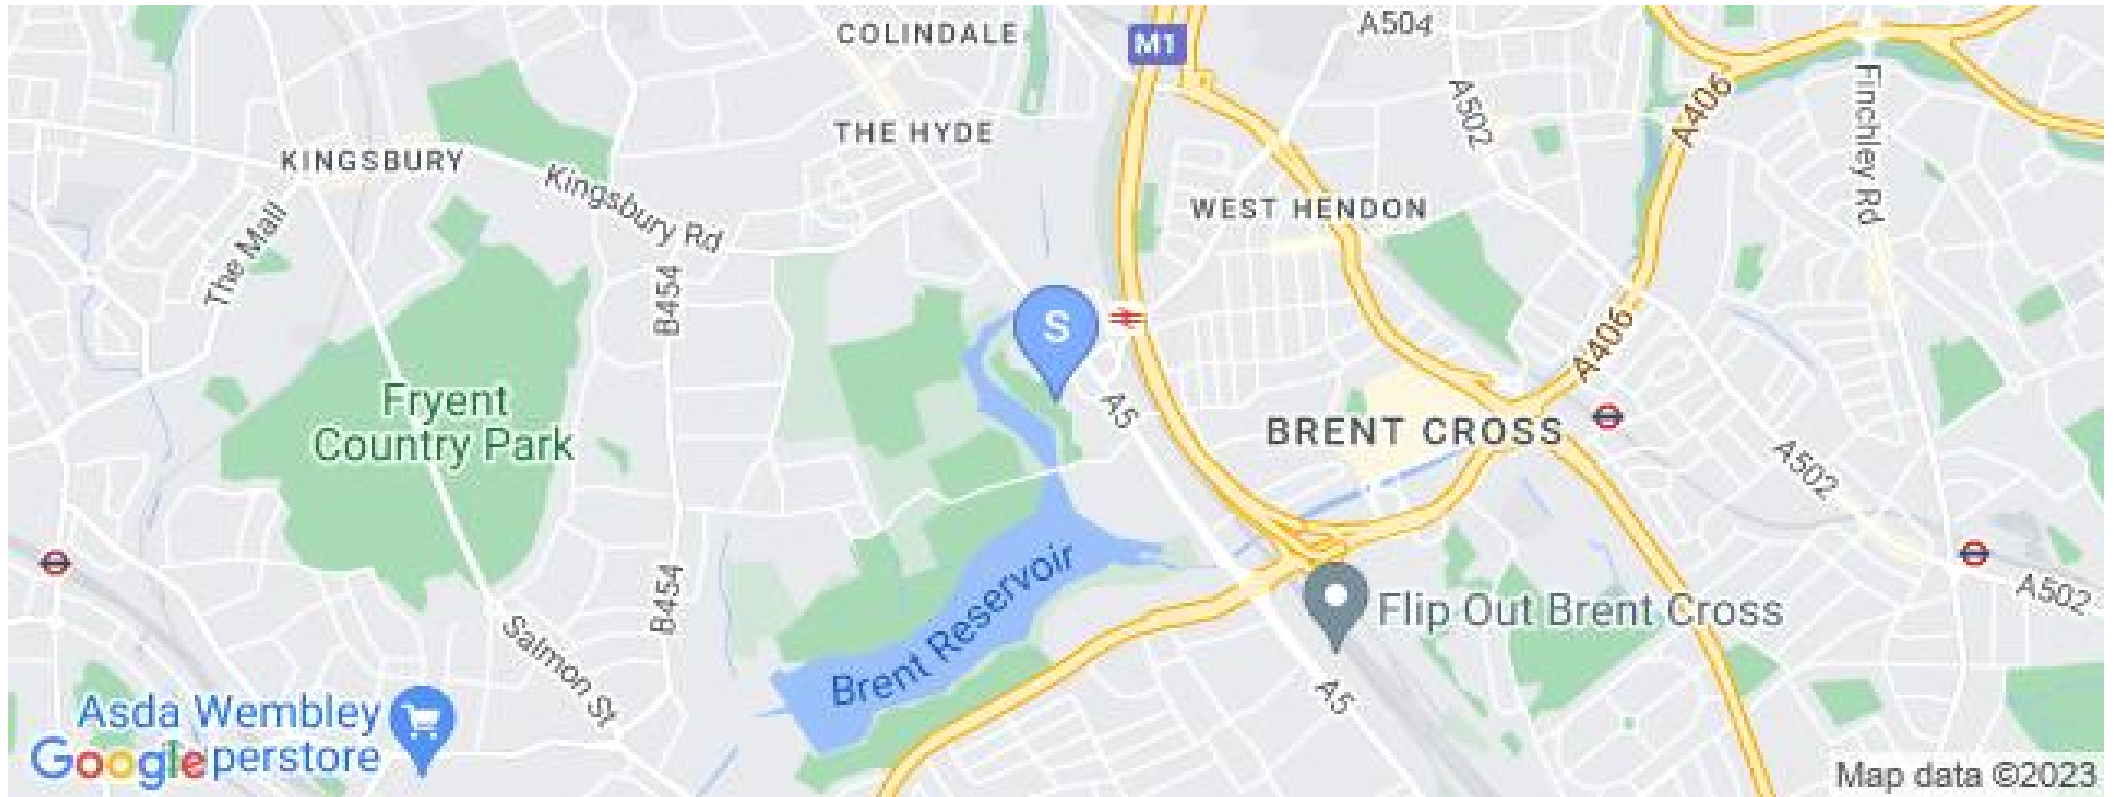 COLINDALE
M1
A504
THE HYDE
A502
A406
Finchley Rd
KINGSBURY
Kingsbury Rd
The Mall
WEST HENDON
B454
S
A406
Fryent
Country Park
A5
BRENT CROSS
A502
Brent Reservoir
B454
Flip Out Brent Cross
A502
Salmon St
A5
Asda Wembley
Google perstore
Map data ©2023